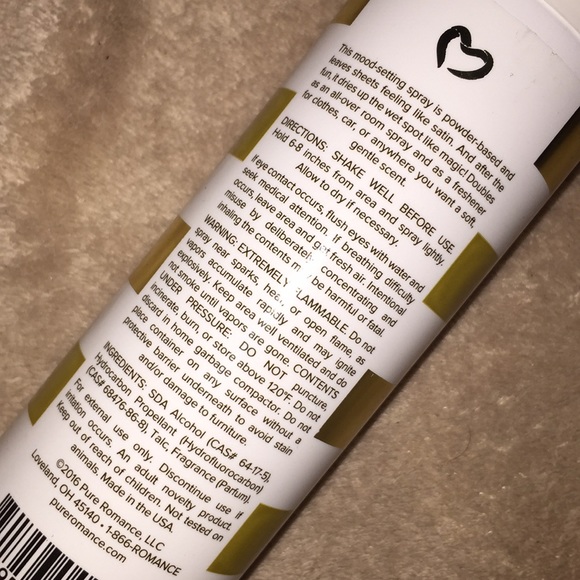 This mood-setting spray is powder-based and
leaves sheets feeling like satin. And after the
fun, it dries up the wet spot like magic! Doubles
as an all-over room spray and as a freshener
for clothes, car, or anywhere you want a soft,
gentle scent.
DIRECTIONS: SHAKE WELL BEFORE USE.
Hold 6-8 inches from area and spray lightly.
Allow to dry if necessary.
If eye contact occurs, flush eyes with water and
seek medical attention. If breathing difficulty
occurs, leave area and get fresh air. Intentional
misuse by deliberately concentrating and
inhaling the contents may be harmful or fatal.
WARNING: EXTREMELY FLAMMABLE. Do not
spray near sparks, heat, or open flame, as
vapors accumulate rapidly and may ignite
explosively. Keep area well ventilated and do
not smoke until vapors are gone. CONTENTS
UNDER PRESSURE: DO NOT puncture,
incinerate, burn, or store above 120°F. Do not
discard in home garbage compactor. Do not
place container on any surface without a
protective barrier underneath to avoid stain
and/or damage to furniture.
INGREDIENTS: SDA Alcohol (CAS# 64-17-5),
Hydrocarbon Propellant (Hydrofluorocarbon)
(CAS# 68476-86-8), Talc, Fragrance (Parfum).
For external use only. Discontinue use if
irritation occurs. An adult novelty product.
Keep out of reach of children. Not tested on
animals. Made in the USA.
©2016 Pure Romance, LLC
Loveland, OH 45140 • 1-866-ROMANCE
pureromance.com